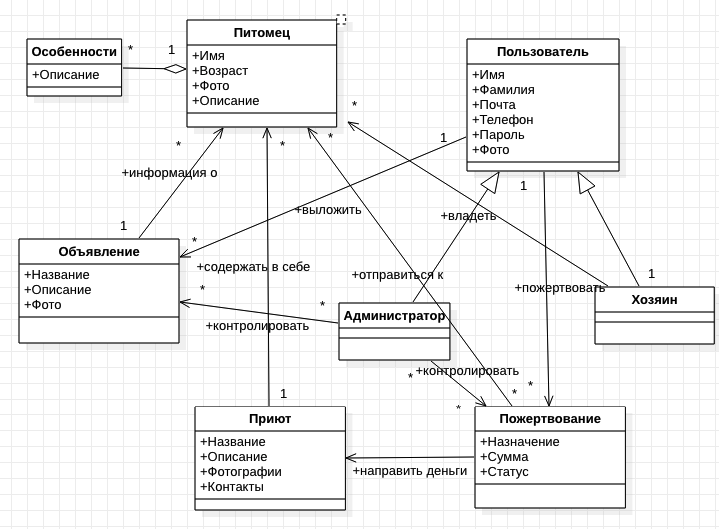 Особенности
+Описание
*
1
Питомец
+Имя
+Возраст
+Фото
+Описание
Пользователь
+Имя
+Фамилия
+Почта
+Телефон
+Пароль
+Фото
*
*
*
*
1
+информация о
1
+выложить
+владеть
1
*
Объявление
+Название
+Описание
+Фото
+содержать в себе
*
+отправиться к
*
+контролировать
Администратор
+пожертвовать
1
Хозяин
*
+контролировать
*
*
*
1
Приют
+Название
+Описание
+Фотографии
+Контакты
+направить деньги
Пожертвование
+Назначение
+Сумма
+Статус